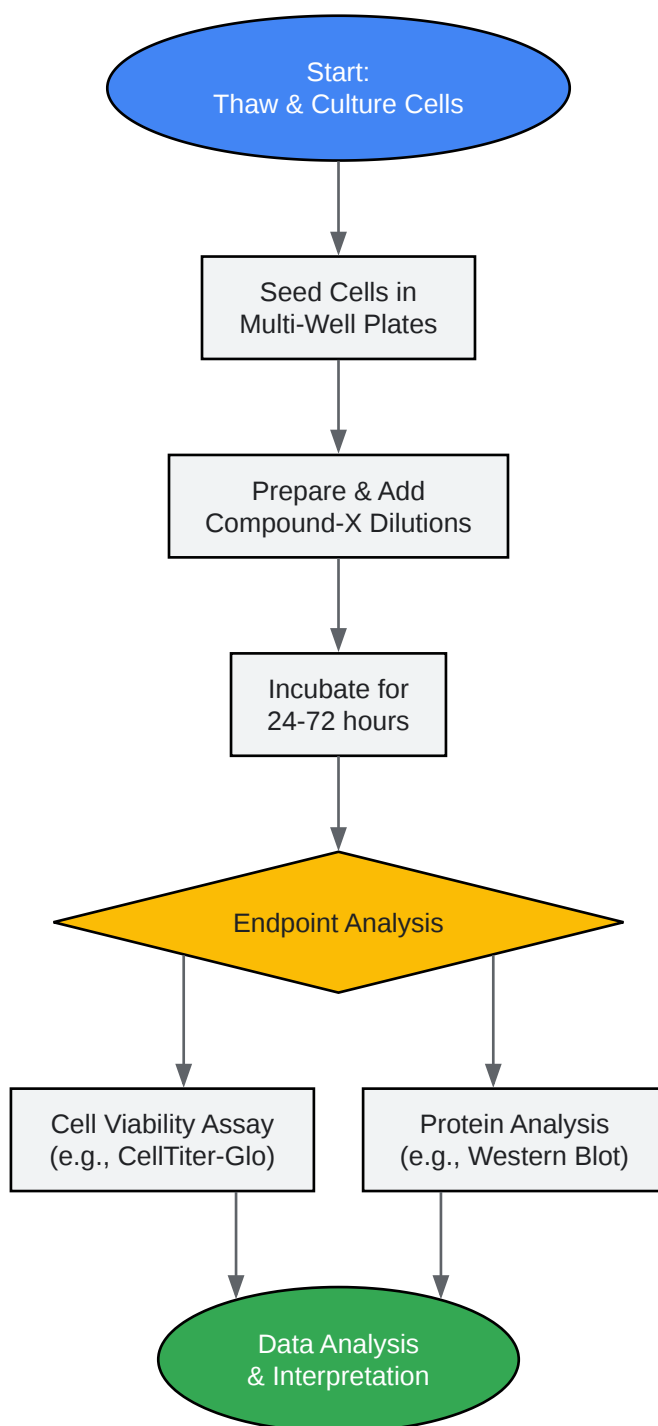 Start:
Thaw & Culture Cells
Seed Cells in
Multi-Well Plates
Prepare & Add
Compound-X Dilutions
Incubate for
24-72 hours
Endpoint Analysis
Cell Viability Assay
(e.g., CellTiter-Glo)
Protein Analysis
(e.g., Western Blot)
Data Analysis
& Interpretation